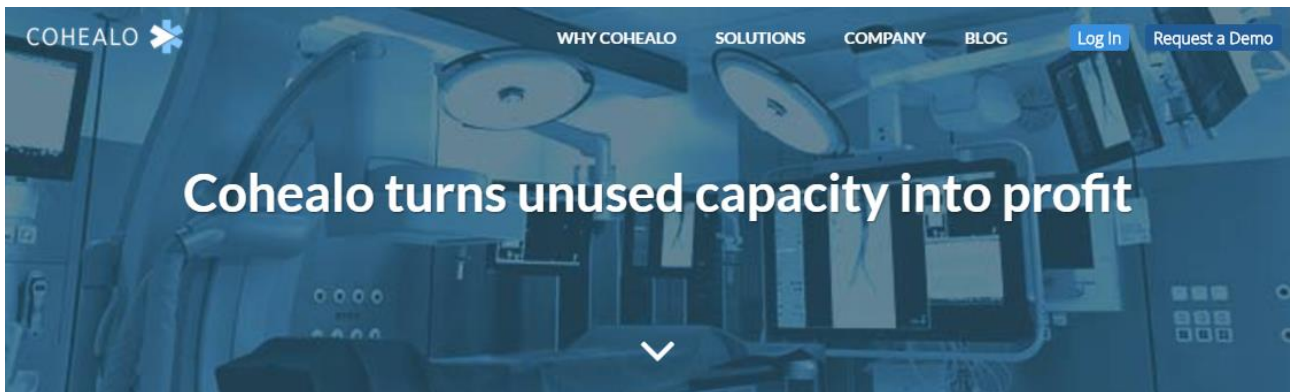 COHEALO
WHY COHEALO SOLUTIONS COMPANY BLOG Log In Request a Demo
Cohealo turns unused capacity into profit